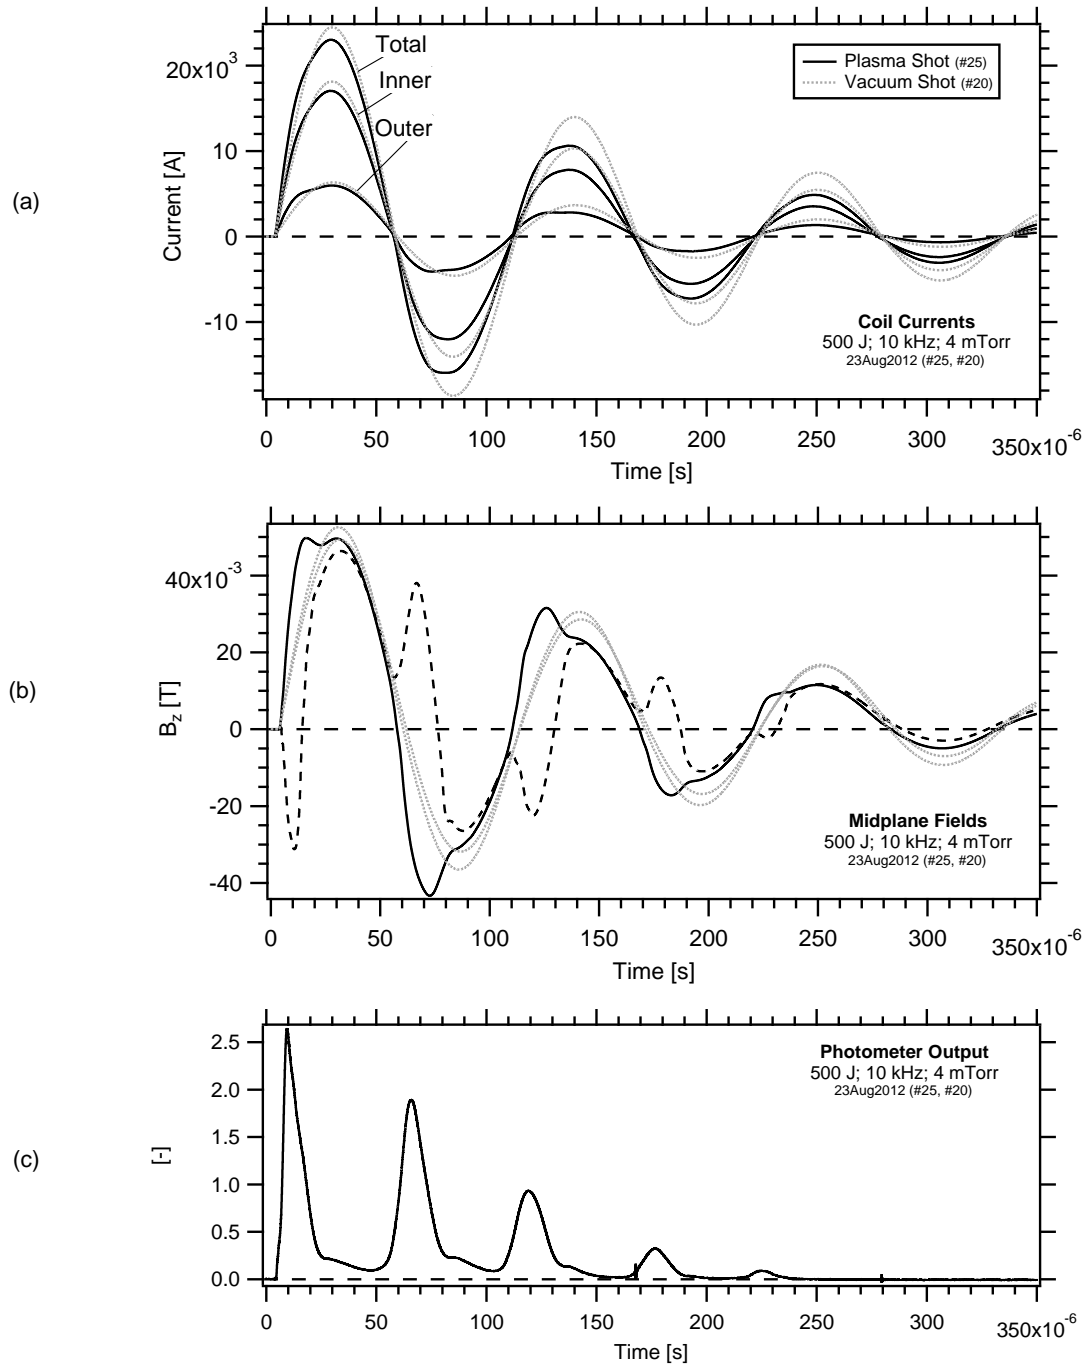 (a)
Current [A]
20x10³
10
0
-10
Total
Inner
Outer
Plasma Shot (#25)
Vacuum Shot (#20)
Coil Currents
500 J; 10 kHz; 4 mTorr
23Aug2012 (#25, #20)
0 50 100 150 200 250 300 350x10⁻⁶
Time [s]
(b)
B_z [T]
40x10⁻³
20
0
-20
-40
Midplane Fields
500 J; 10 kHz; 4 mTorr
23Aug2012 (#25, #20)
0 50 100 150 200 250 300 350x10⁻⁶
Time [s]
(c)
[-]
2.5
2.0
1.5
1.0
0.5
0.0
Photometer Output
500 J; 10 kHz; 4 mTorr
23Aug2012 (#25, #20)
0 50 100 150 200 250 300 350x10⁻⁶
Time [s]